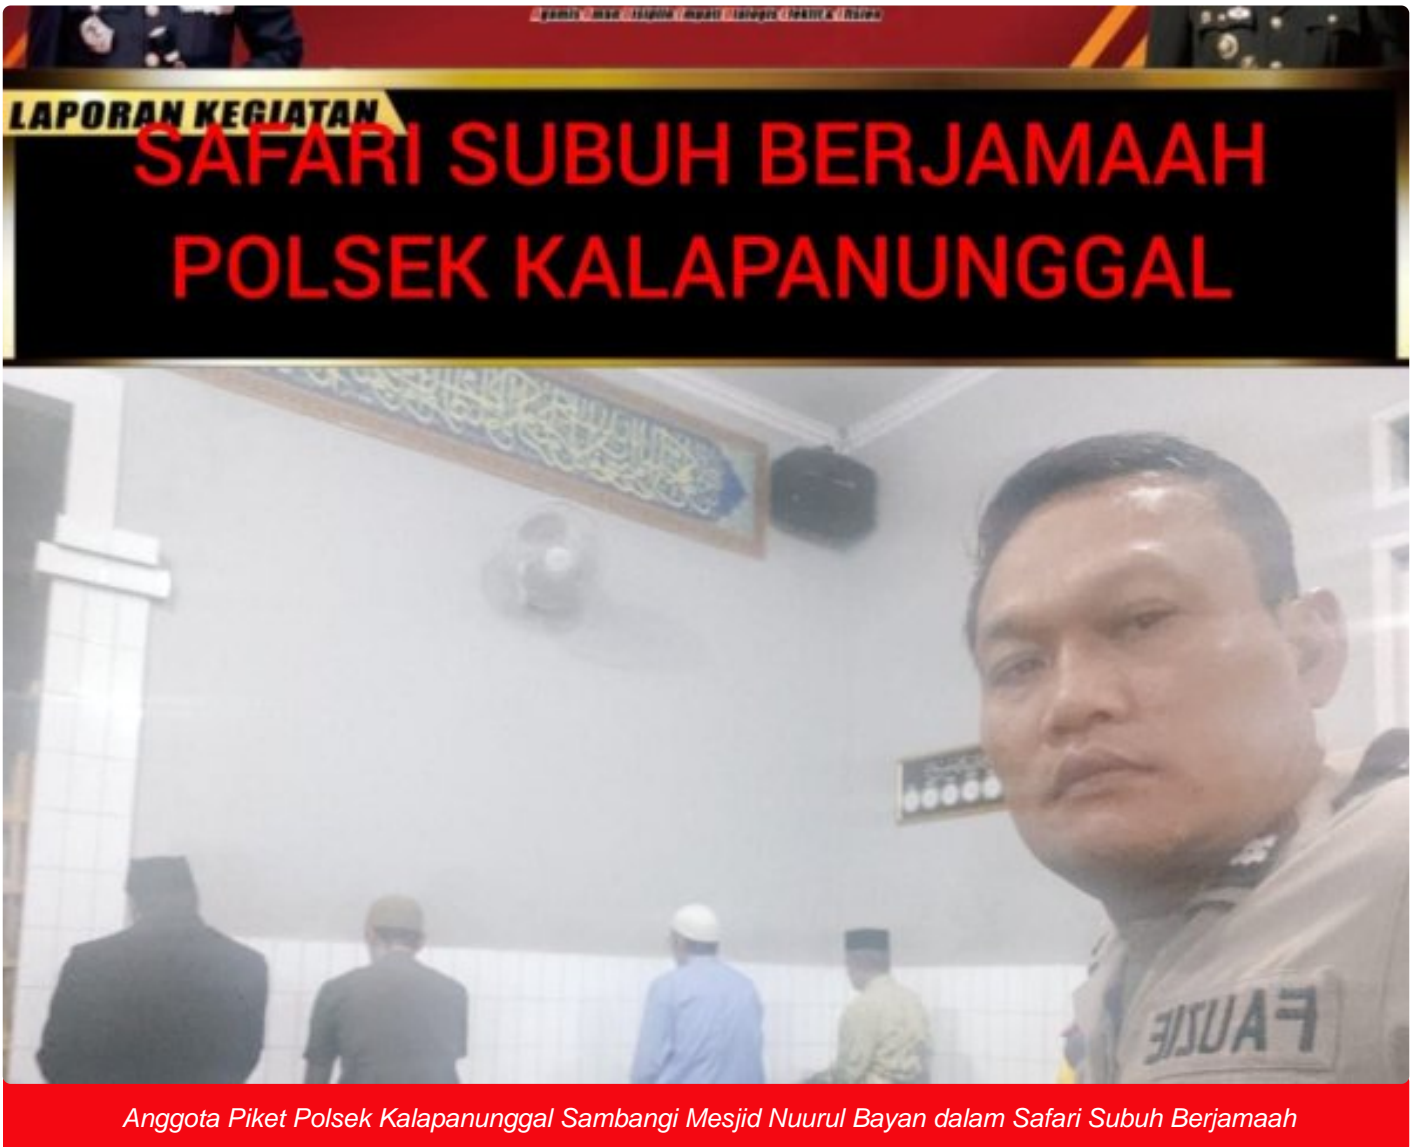 LAPORAN KEGIATAN
SAFARI SUBUH BERJAMAAH
POLSEK KALAPANUNGGAL
FAUZIE
Anggota Piket Polsek Kalapanunggal Sambangi Mesjid Nuurul Bayan dalam Safari Subuh Berjamaah